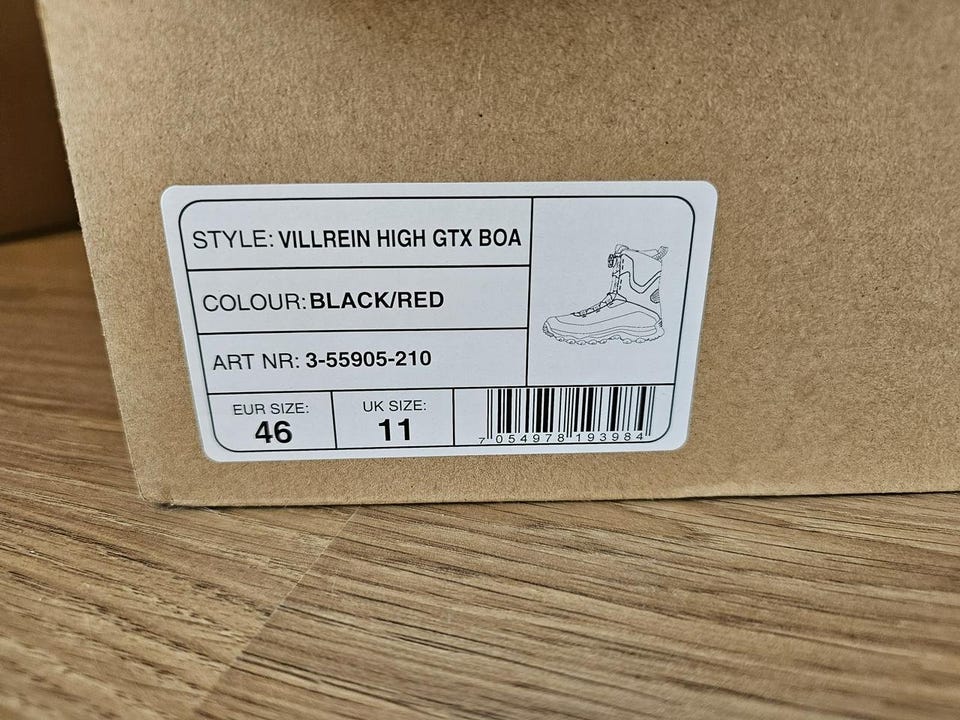 STYLE: VILLREIN HIGH GTX BOA
COLOUR: BLACK/RED
ART NR: 3-55905-210
EUR SIZE:
46
UK SIZE:
11
7 054978 193984